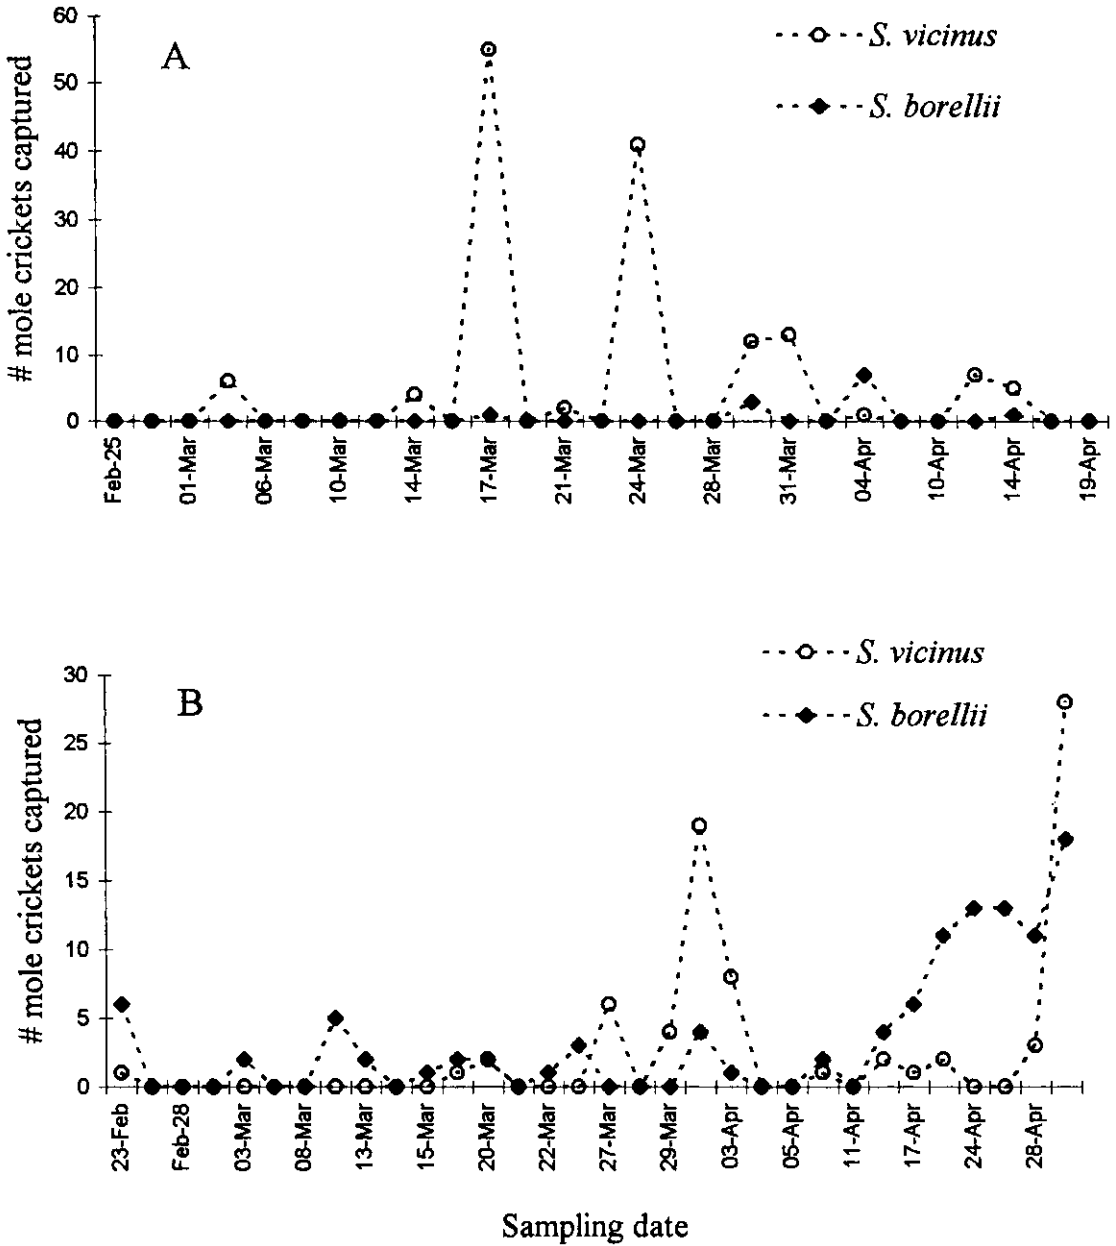 60
50
40
30
20
10
0
# mole crickets captured
A
S. vicinus
S. borellii
Feb-25
01-Mar
06-Mar
10-Mar
14-Mar
17-Mar
21-Mar
24-Mar
28-Mar
31-Mar
04-Apr
10-Apr
14-Apr
19-Apr
30
25
20
15
10
5
0
# mole crickets captured
B
S. vicinus
S. borellii
23-Feb
Feb-28
03-Mar
08-Mar
13-Mar
15-Mar
20-Mar
22-Mar
27-Mar
29-Mar
03-Apr
05-Apr
11-Apr
17-Apr
24-Apr
28-Apr
Sampling date